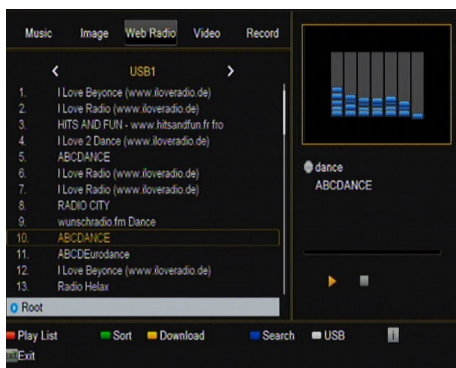 Music Image Web Radio Video Record
USB1
1. I Love Beyonce (www.iloveradio.de)
2. I Love Radio (www.iloveradio.de)
3. HITS AND FUN - www.hitsandfun.fr fro
4. I Love 2 Dance (www.iloveradio.de)
5. ABCDANCE
6. I Love Radio (www.iloveradio.de)
7. I Love Radio (www.iloveradio.de)
8. RADIO CITY
9. wunschradio.fm Dance
10. ABCDANCE
11. ABCDEurodance
12. I Love Beyonce (www.iloveradio.de)
13. Radio Helax
Root
dance
ABCDANCE
Play List Sort Download Search USB i
Exit Exit